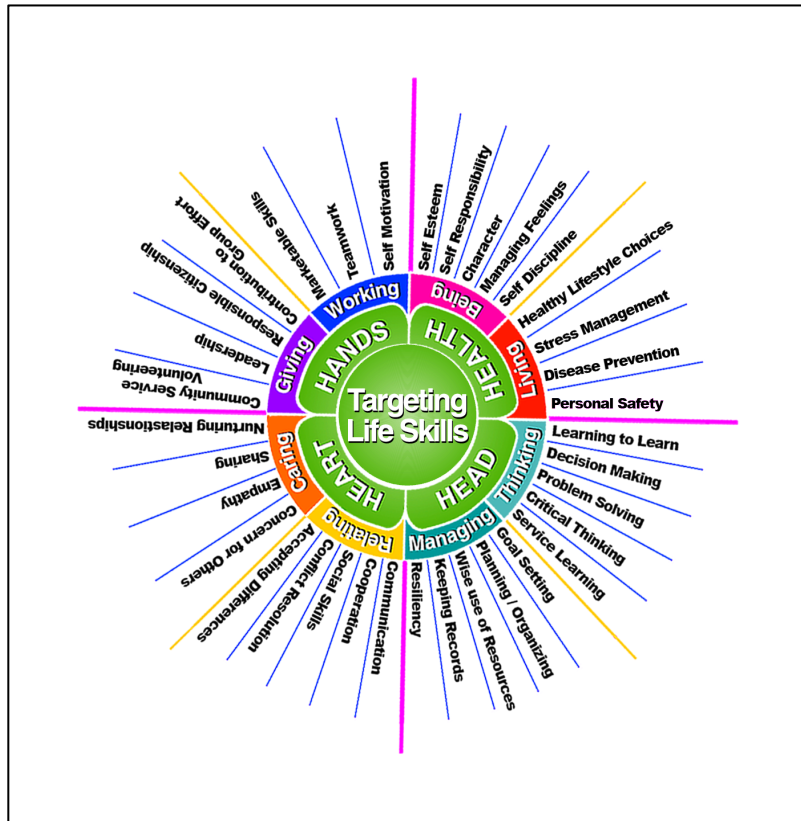 Targeting
Life Skills
HEALTH
Being
Self Esteem
Self Responsibility
Character
Managing Feelings
Self Discipline
Living
Healthy Lifestyle Choices
Stress Management
Disease Prevention
Personal Safety
HEAD
Thinking
Learning to Learn
Decision Making
Problem Solving
Critical Thinking
Service Learning
Managing
Goal Setting
Planning / Organizing
Wise use of Resources
Keeping Records
Resiliency
HEART
Relating
Communication
Cooperation
Social Skills
Conflict Resolution
Accepting Differences
Caring
Concern for Others
Empathy
Sharing
Nurturing Relastionships
HANDS
Giving
Community Service
Volunteering
Leadership
Responsible Citizenship
Contribution to
Group Effort
Working
Marketable Skills
Teamwork
Self Motivation